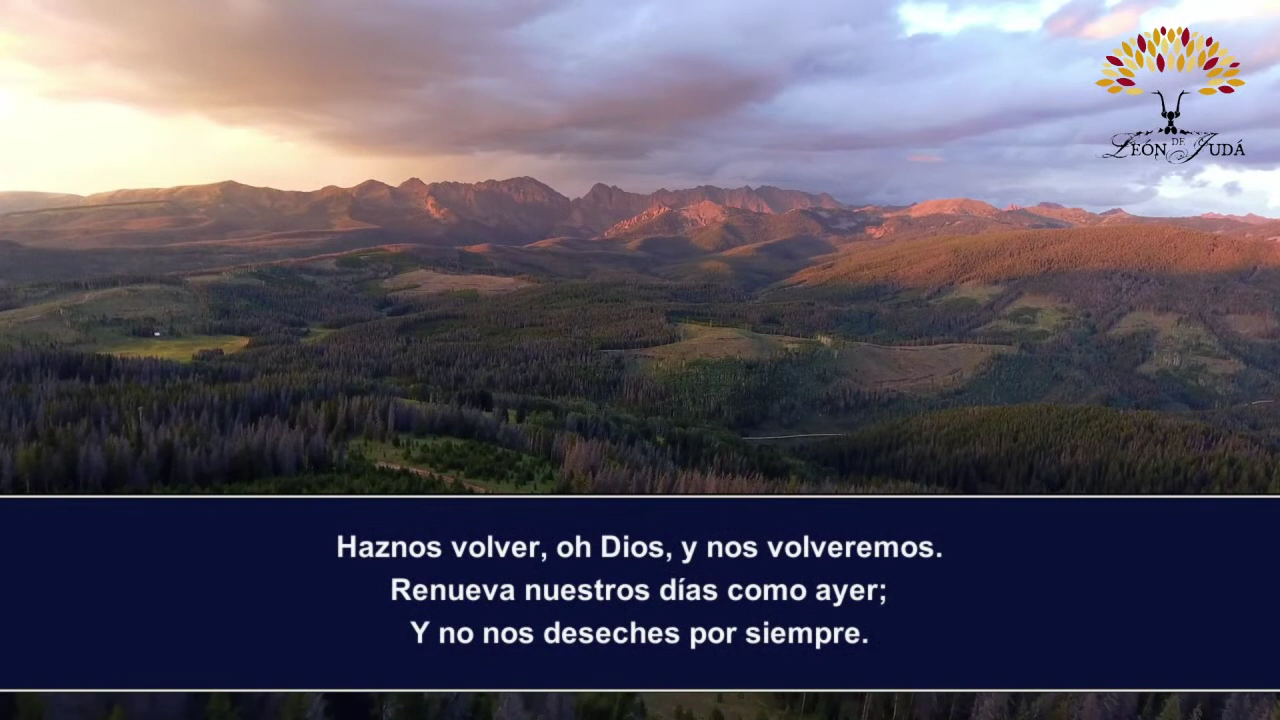 LEÓN DE JUDÁ
Haznos volver, oh Dios, y nos volveremos.
Renueva nuestros días como ayer;
Y no nos deseches por siempre.